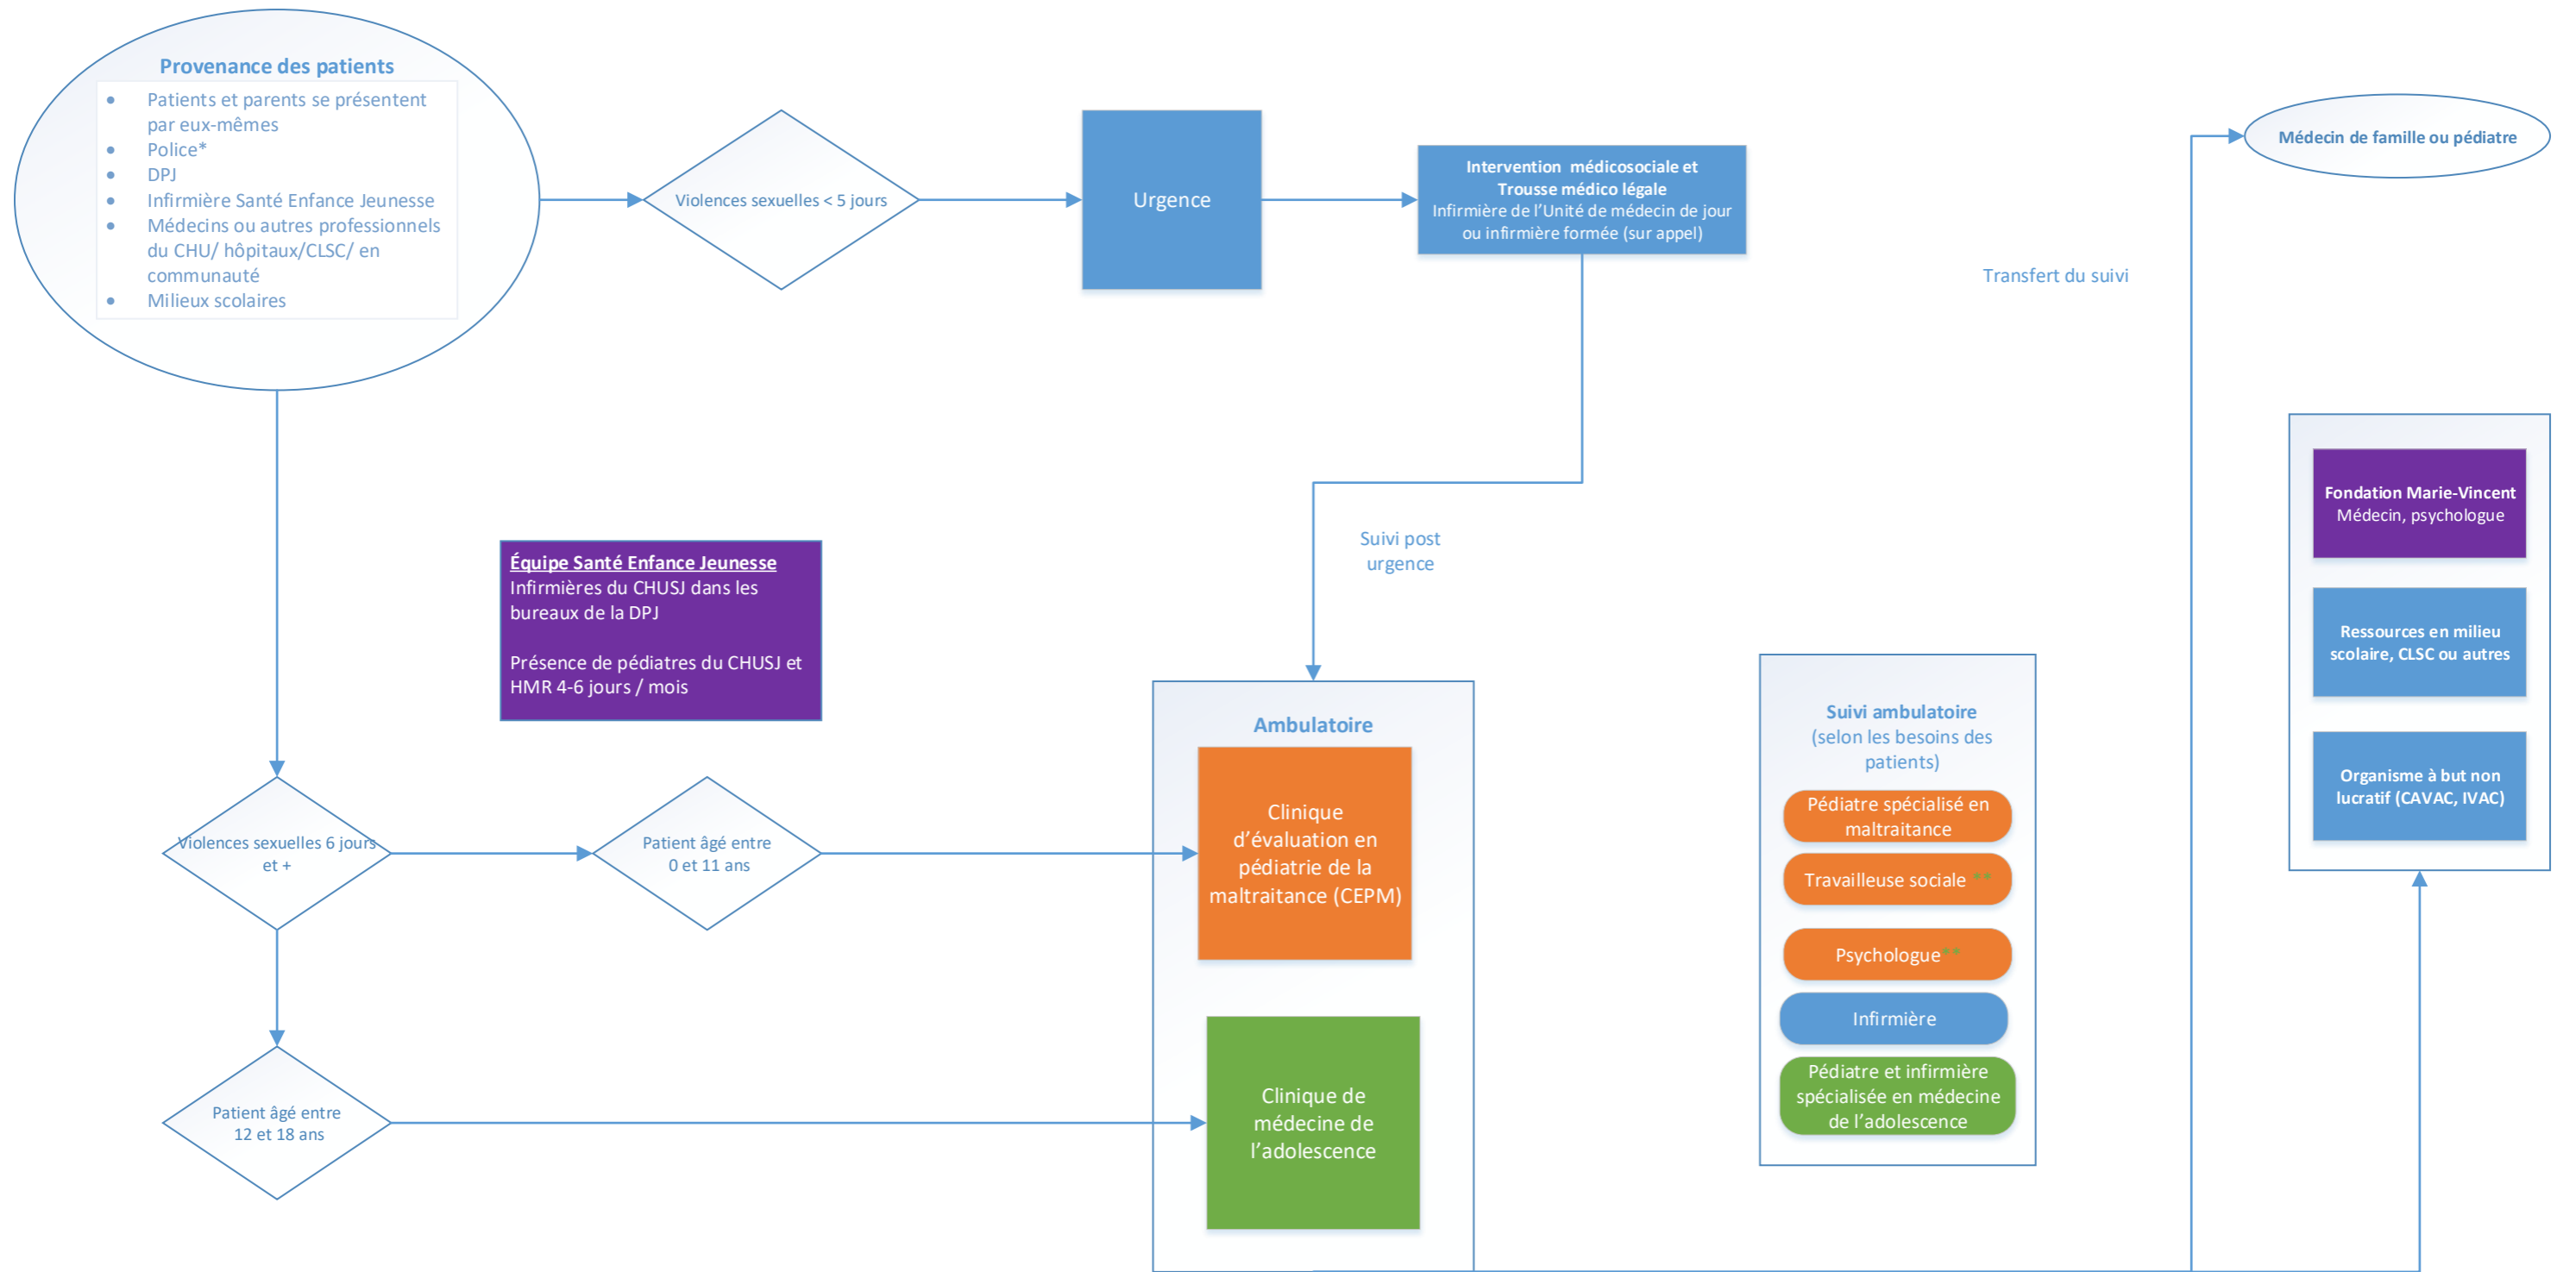 Provenance des patients
• Patients et parents se présentent
par eux-mêmes
• Police*
• DPJ
• Infirmière Santé Enfance Jeunesse
• Médecins ou autres professionnels
du CHU/ hôpitaux/CLSC/ en
communauté
• Milieux scolaires
Violences sexuelles < 5 jours
Urgence
Intervention médicosociale et
Trousse médico légale
Infirmière de l'Unité de médecin de jour
ou infirmière formée (sur appel)
Transfert du suivi
Médecin de famille ou pédiatre
Suivi post
urgence
Équipe Santé Enfance Jeunesse
Infirmières du CHUSJ dans les
bureaux de la DPJ
Présence de pédiatres du CHUSJ et
HMR 4-6 jours / mois
Violences sexuelles 6 jours
et +
Patient âgé entre
0 et 11 ans
Patient âgé entre
12 et 18 ans
Ambulatoire
Clinique
d'évaluation en
pédiatrie de la
maltraitance (CEPM)
Clinique de
médecine de
l'adolescence
Suivi ambulatoire
(selon les besoins des
patients)
Pédiatre spécialisé en
maltraitance
Travailleuse sociale **
Psychologue**
Infirmière
Pédiatre et infirmière
spécialisée en médecine
de l'adolescence
Fondation Marie-Vincent
Médecin, psychologue
Ressources en milieu
scolaire, CLSC ou autres
Organisme à but non
lucratif (CAVAC, IVAC)